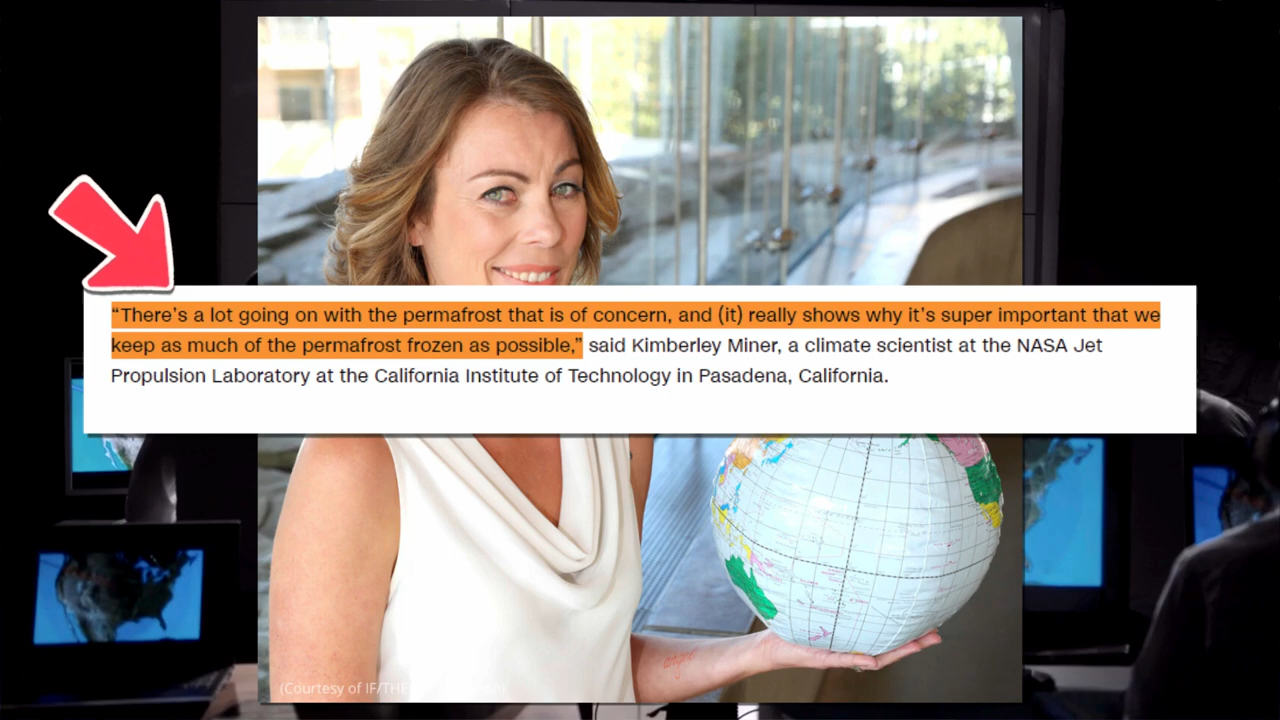 “There’s a lot going on with the permafrost that is of concern, and (it) really shows why it’s super important that we
keep as much of the permafrost frozen as possible,” said Kimberley Miner, a climate scientist at the NASA Jet
Propulsion Laboratory at the California Institute of Technology in Pasadena, California.
(Courtesy of IF/THE